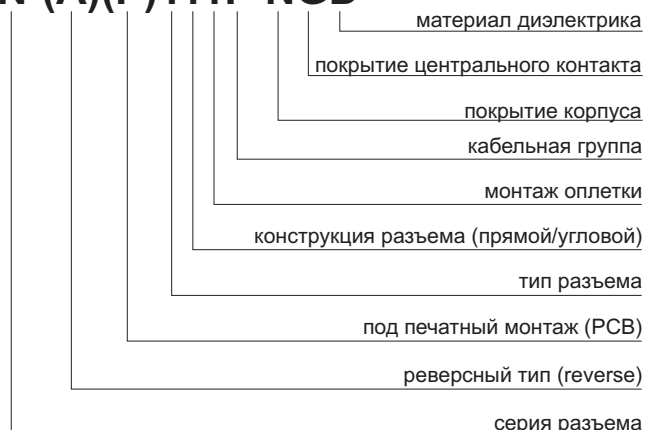 материал диэлектрика
покрытие центрального контакта
покрытие корпуса
кабельная группа
монтаж оплетки
конструкция разъема (прямой/угловой)
тип разъема
под печатный монтаж (PCB)
реверсный тип (reverse)
серия разъема